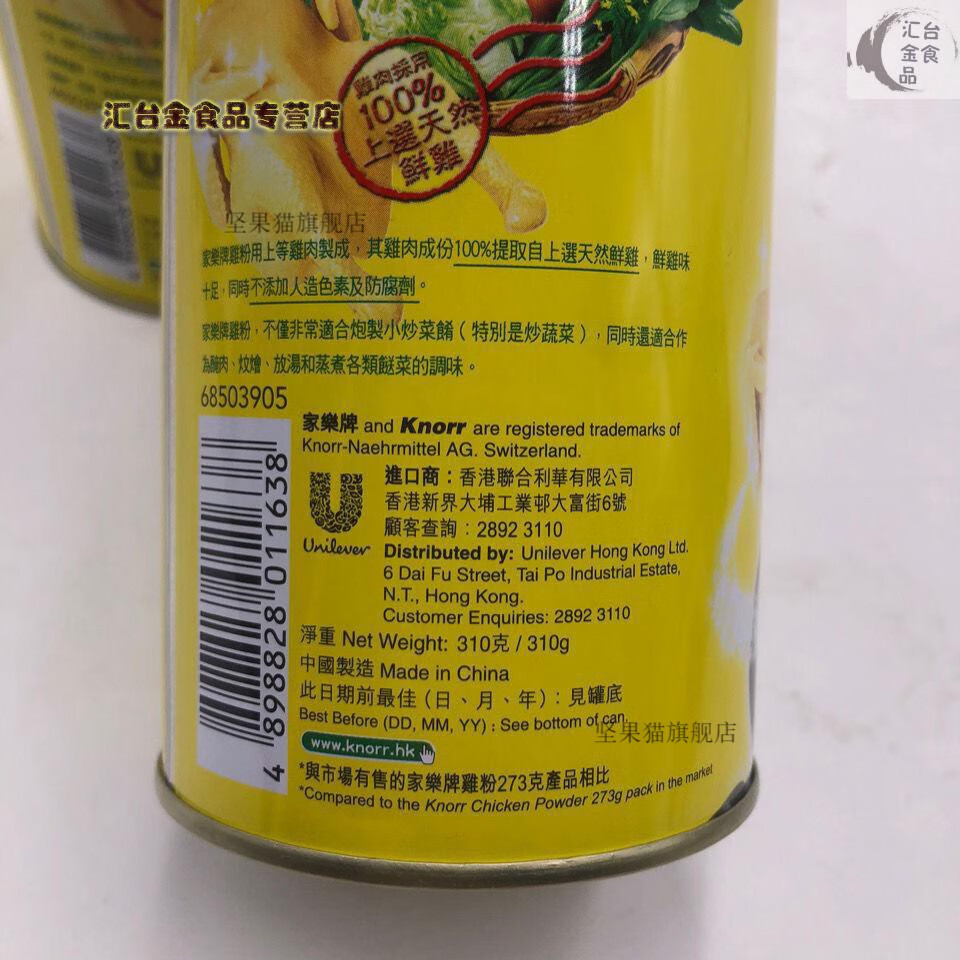 汇台
金食
品
雞肉採用
100%
上選天然
鮮雞
汇台金食品专营店
坚果猫旗舰店
家樂牌雞粉用上等雞肉製成，其雞肉成份100%提取自上選天然鮮雞，鮮雞味
十足，同時不添加人造色素及防腐劑。
家樂牌雞粉，不僅非常適合炮製小炒菜餚（特別是炒蔬菜），同時還適合作
為醃肉、炆燴、放湯和蒸煮各類餸菜的調味。
68503905
家樂牌 and Knorr are registered trademarks of
Knorr-Naehrmittel AG. Switzerland.
進口商：香港聯合利華有限公司
香港新界大埔工業邨大富街6號
顧客查詢：2892 3110
Unilever
Distributed by: Unilever Hong Kong Ltd.
6 Dai Fu Street, Tai Po Industrial Estate,
N.T., Hong Kong.
Customer Enquiries: 2892 3110
淨重 Net Weight: 310克 / 310g
中國製造 Made in China
此日期前最佳（日、月、年）：見罐底
Best Before (DD, MM, YY) : See bottom of can.
坚果猫旗舰店
www.knorr.hk
*與市場有售的家樂牌雞粉273克產品相比
*Compared to the Knorr Chicken Powder 273g pack in the market
4 898828 011638